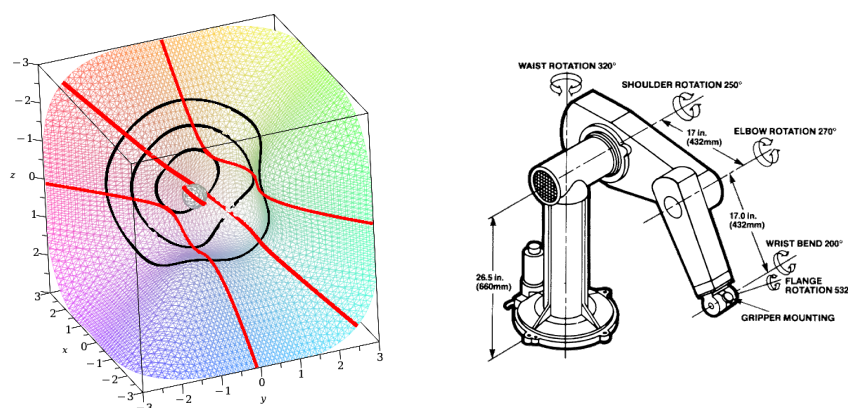 −3
−2
−1
z 0
1
2
3
2
1
0
x
−1
−2
−3
−3
−2
−1
0
y
1
2
3
WAIST ROTATION 320°
SHOULDER ROTATION 250°
17 in.
(432mm)
ELBOW ROTATION 270°
17.0 in.
(432mm)
WRIST BEND 200°
FLANGE
ROTATION 532
GRIPPER MOUNTING
26.5 in.
(660mm)